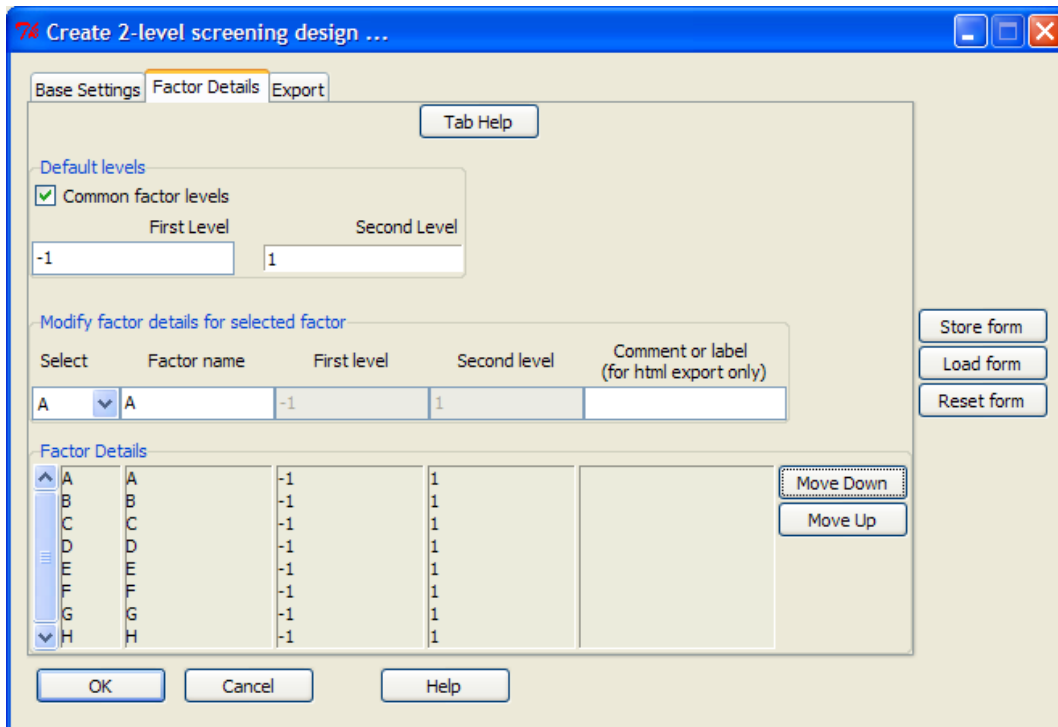 7% Create 2-level screening design ...
Base Settings Factor Details Export
Tab Help
Default levels
Common factor levels
First Level Second Level
-1 1
Modify factor details for selected factor
Select Factor name First level Second level Comment or label
(for html export only)
A A -1 1
Store form
Load form
Reset form
Factor Details
A A -1 1
B B -1 1
C C -1 1
D D -1 1
E E -1 1
F F -1 1
G G -1 1
H H -1 1
Move Down
Move Up
OK Cancel Help